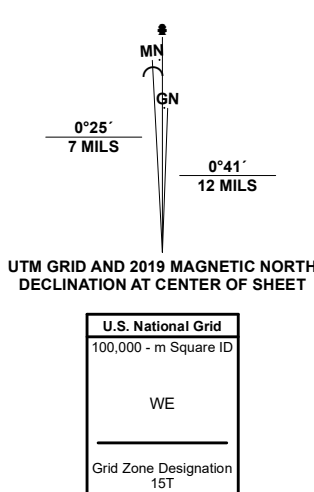 MN
GN
0°25´
7 MILS
0°41´
12 MILS
UTM GRID AND 2019 MAGNETIC NORTH
DECLINATION AT CENTER OF SHEET
U.S. National Grid
100,000 - m Square ID
WE
Grid Zone Designation
15T